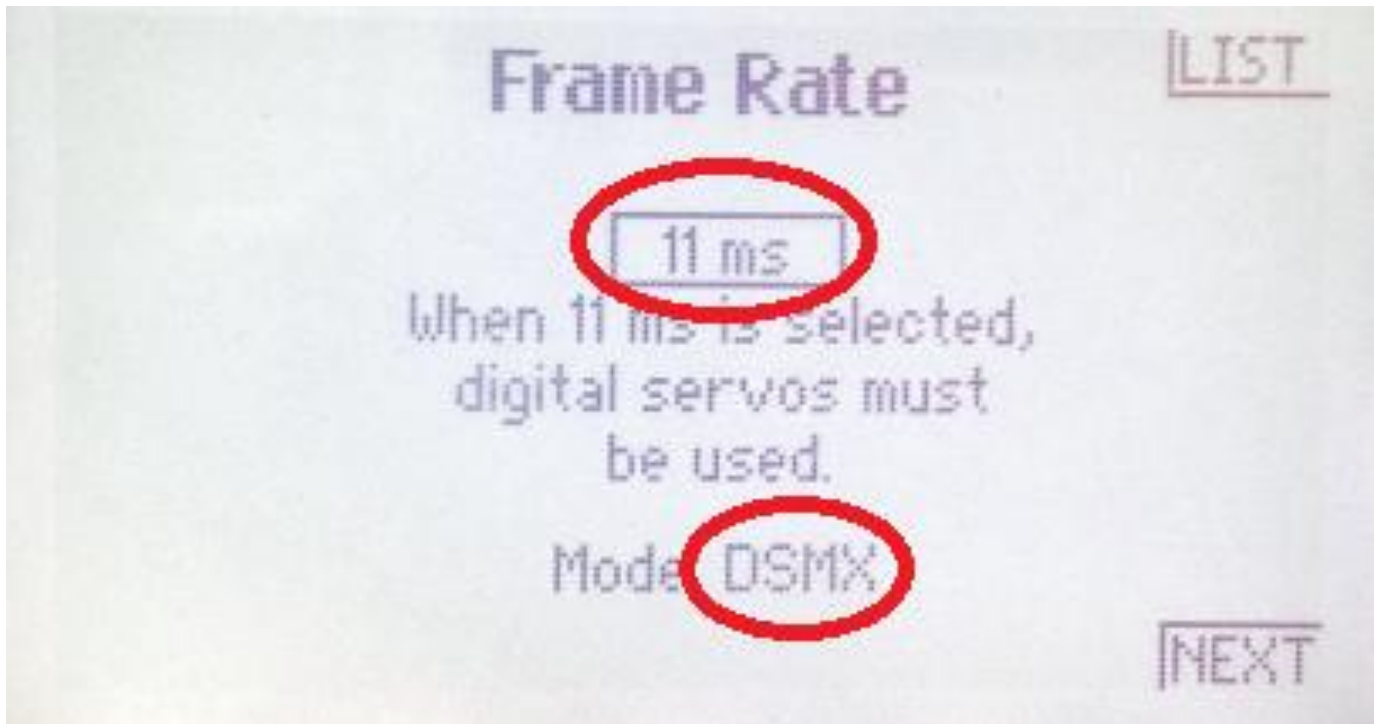 Frame Rate
LIST
11 ms
When 11 ms is selected,
digital servos must
be used.
Mode DSMX
NEXT